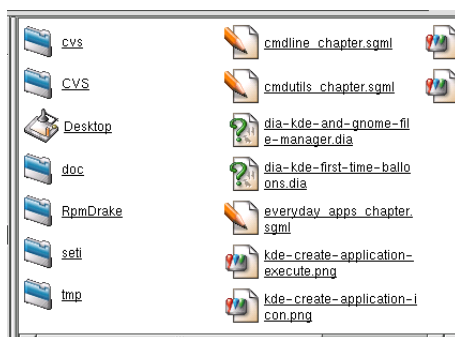 cvs
CVS
Desktop
doc
RpmDrake
seti
tmp
cmdline_chapter.sgml
cmdutils_chapter.sgml
dia-kde-and-gnome-fil
e-manager.dia
dia-kde-first-time-ballo
ons.dia
everyday_apps_chapter.
sgml
kde-create-application-
execute.png
kde-create-application-i
con.png